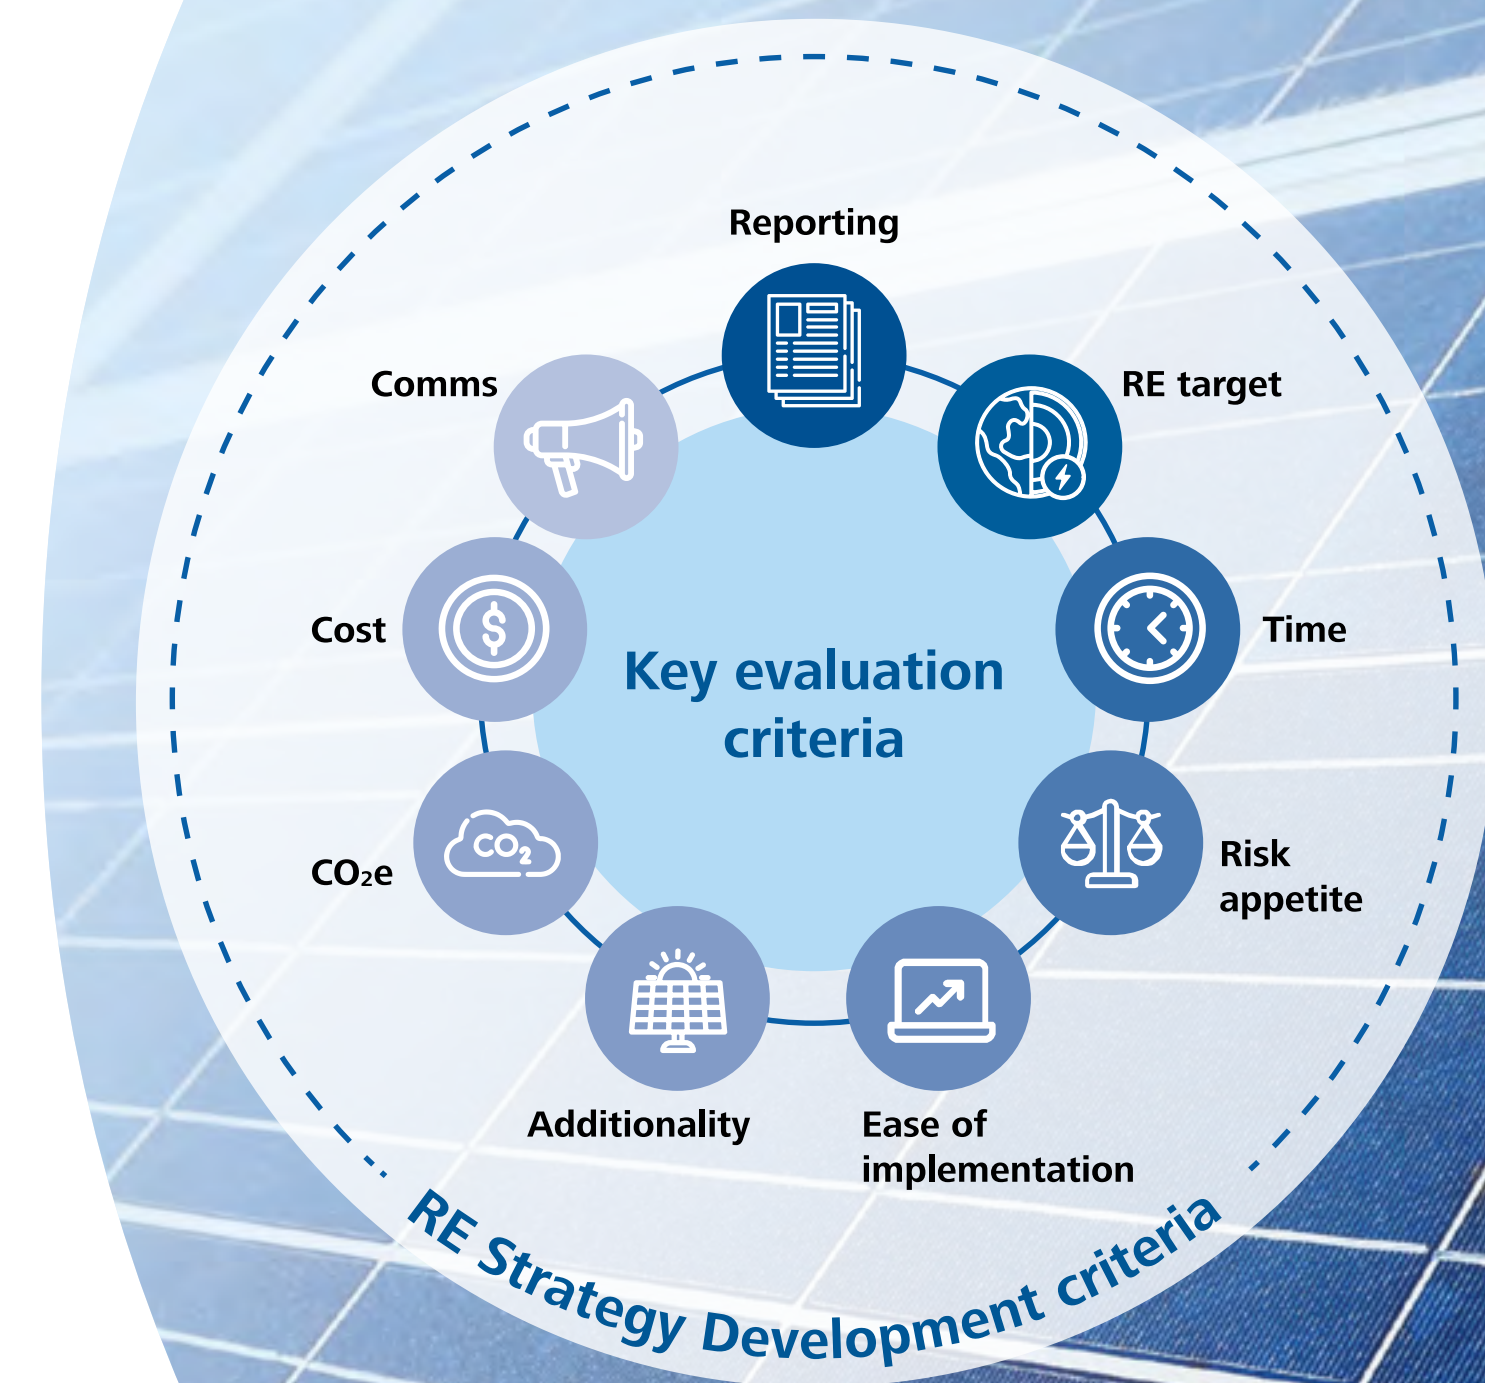 Reporting
Comms
RE target
Cost
Time
Key evaluation
criteria
CO₂
CO₂e
Risk
appetite
Additionality
Ease of
implementation
RE Strategy Development criteria